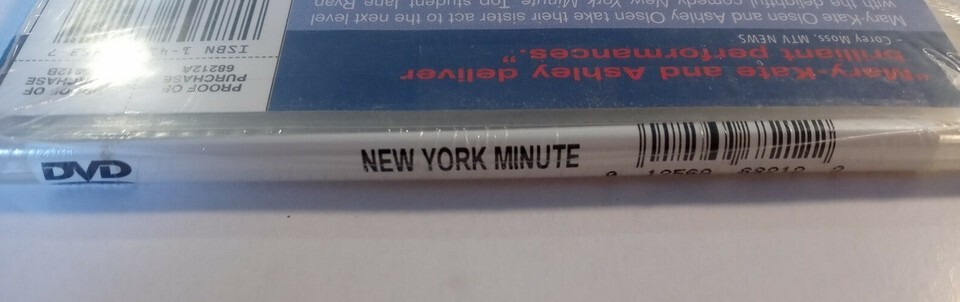 DVD
NEW YORK MINUTE
"Mary-Kate and Ashley deliver
brilliant performances."
- Corey Moss, MTV NEWS
Mary-Kate Olsen and Ashley Olsen take their sister act to the next level
with the delightful comedy New York Minute. Top student Jane Ryan
PROOF OF
PURCHASE
68212A
PROOF OF
PURCHASE
68212B
ISBN